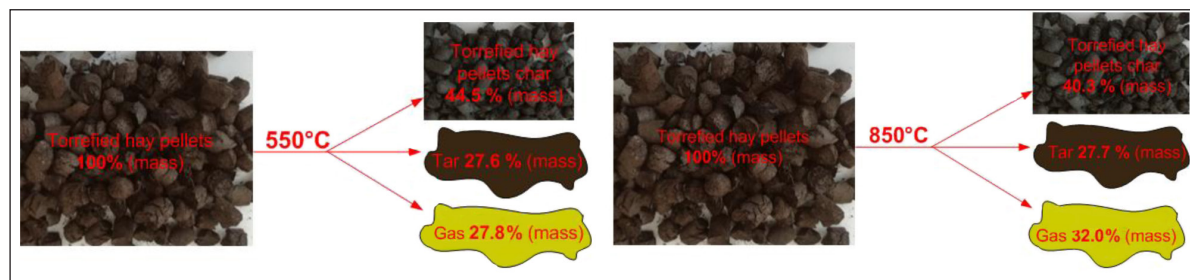 Torrefied hay pellets
100% (mass)
550°C
Torrefied hay
pellets char
44.5 % (mass)
Tar 27.6 % (mass)
Gas 27.8% (mass)
Torrefied hay pellets
100% (mass)
850°C
Torrefied hay
pellets char
40.3 % (mass)
Tar 27.7 % (mass)
Gas 32.0% (mass)